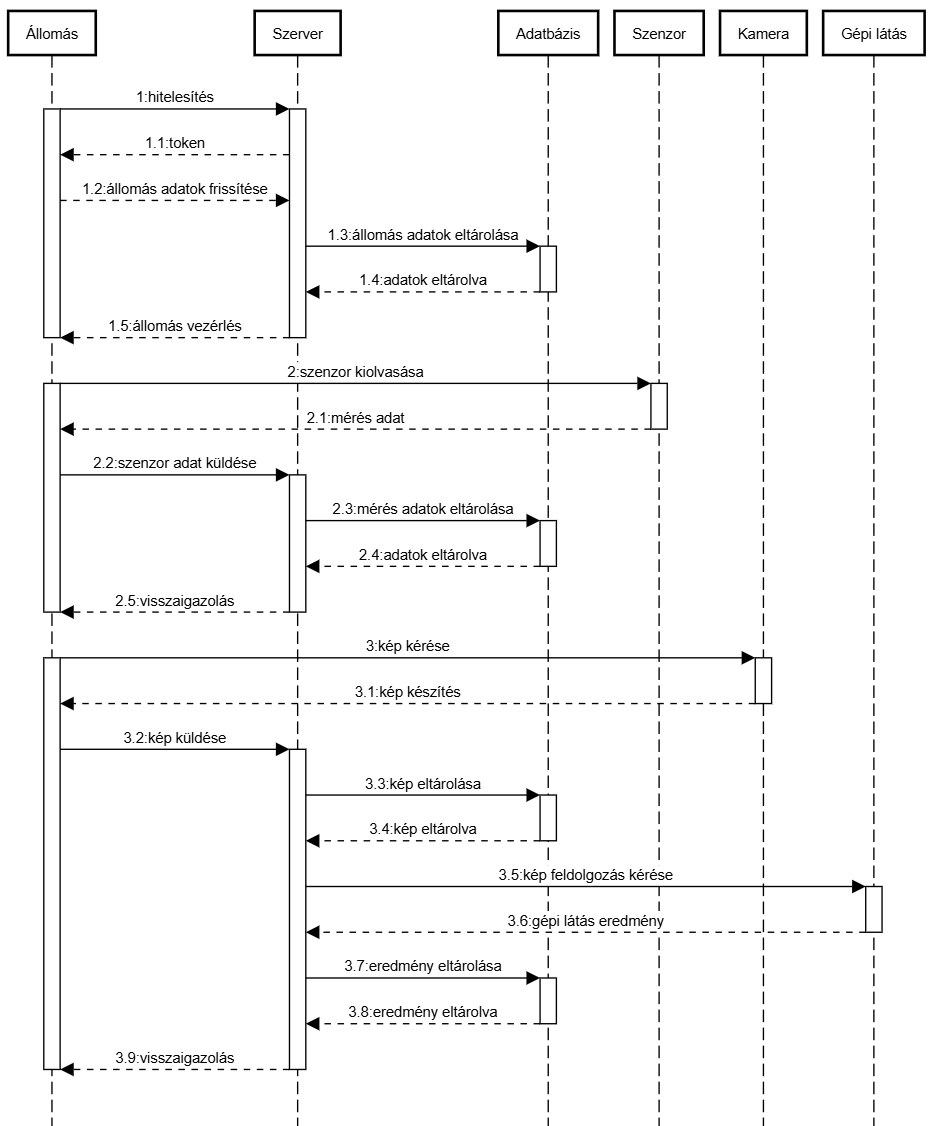 Állomás
Szerver
Adatbázis
Szenzor
Kamera
Gépi látás
1:hitelesítés
1.1:token
1.2:állomás adatok frissítése
1.3:állomás adatok eltárolása
1.4:adatok eltárolva
1.5:állomás vezérlés
2:szenzor kiolvasása
2.1:mérés adat
2.2:szenzor adat küldése
2.3:mérés adatok eltárolása
2.4:adatok eltárolva
2.5:visszaigazolás
3:kép kérése
3.1:kép készítés
3.2:kép küldése
3.3:kép eltárolása
3.4:kép eltárolva
3.5:kép feldolgozás kérése
3.6:gépi látás eredmény
3.7:eredmény eltárolása
3.8:eredmény eltárolva
3.9:visszaigazolás